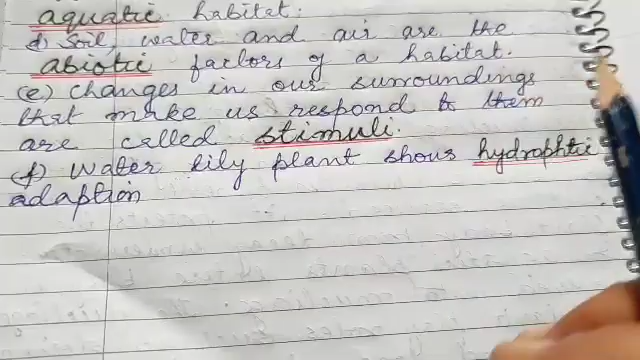 aquatic habitat.
d) Soil, water and air are the
abiotic factors of a habitat.
(e) Changes in our surroundings
that make us respond to them
are called stimuli.
(f) Water lily plant shows hydrophtic
adaption